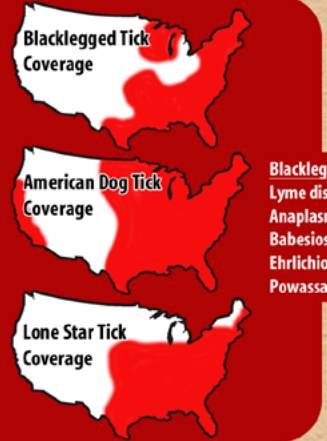 Blacklegged Tick
Coverage
American Dog Tick
Coverage
Blackleg
Lyme dis
Anaplasm
Babesios
Ehrlichio
Powassa
Lone Star Tick
Coverage